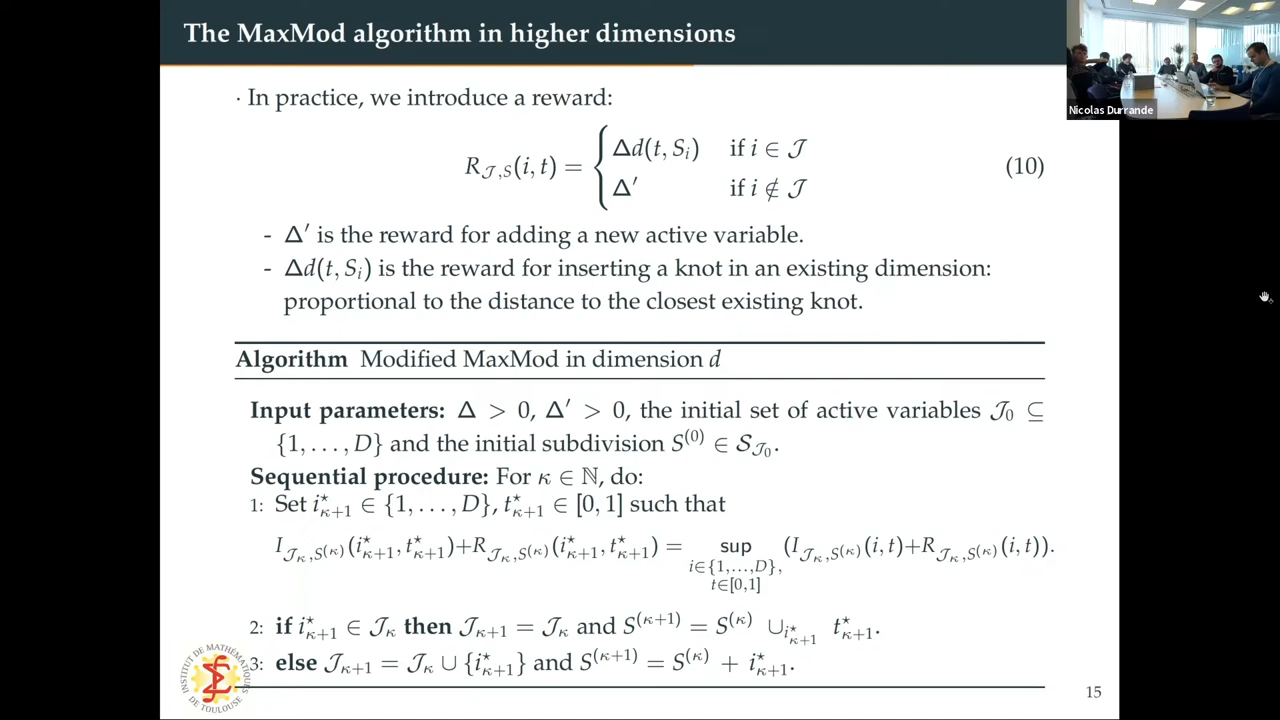 The MaxMod algorithm in higher dimensions
Nicolas Durrande
· In practice, we introduce a reward:
R_{𝒥,S}(i, t) = { Δd(t, S_i) if i ∈ 𝒥
Δ′ if i ∉ 𝒥
(10)
- Δ′ is the reward for adding a new active variable.
- Δd(t, S_i) is the reward for inserting a knot in an existing dimension:
proportional to the distance to the closest existing knot.
Algorithm Modified MaxMod in dimension d
Input parameters: Δ > 0, Δ′ > 0, the initial set of active variables 𝒥_0 ⊆
{1, . . . , D} and the initial subdivision S^{(0)} ∈ 𝒮_{𝒥_0}.
Sequential procedure: For κ ∈ ℕ, do:
1: Set i^⋆_{κ+1} ∈ {1, . . . , D}, t^⋆_{κ+1} ∈ [0, 1] such that
I_{𝒥_κ,S^{(κ)}}(i^⋆_{κ+1}, t^⋆_{κ+1})+R_{𝒥_κ,S^{(κ)}}(i^⋆_{κ+1}, t^⋆_{κ+1}) = sup (I_{𝒥_κ,S^{(κ)}}(i, t)+R_{𝒥_κ,S^{(κ)}}(i, t)).
i∈{1,...,D},
t∈[0,1]
2: if i^⋆_{κ+1} ∈ 𝒥_κ then 𝒥_{κ+1} = 𝒥_κ and S^{(κ+1)} = S^{(κ)} ∪_{i^⋆_{κ+1}} t^⋆_{κ+1}.
3: else 𝒥_{κ+1} = 𝒥_κ ∪ {i^⋆_{κ+1}} and S^{(κ+1)} = S^{(κ)} + i^⋆_{κ+1}.
INSTITUT DE MATHÉMATIQUES
DE TOULOUSE
15